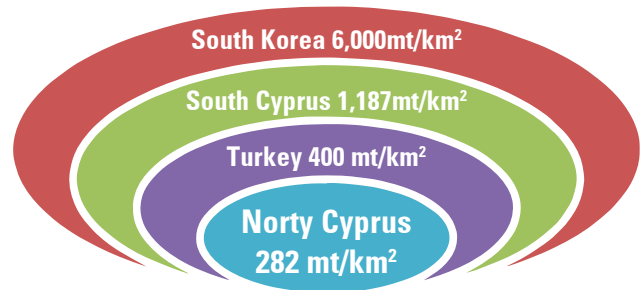 South Korea 6,000mt/km²
South Cyprus 1,187mt/km²
Turkey 400 mt/km²
Norty Cyprus
282 mt/km²